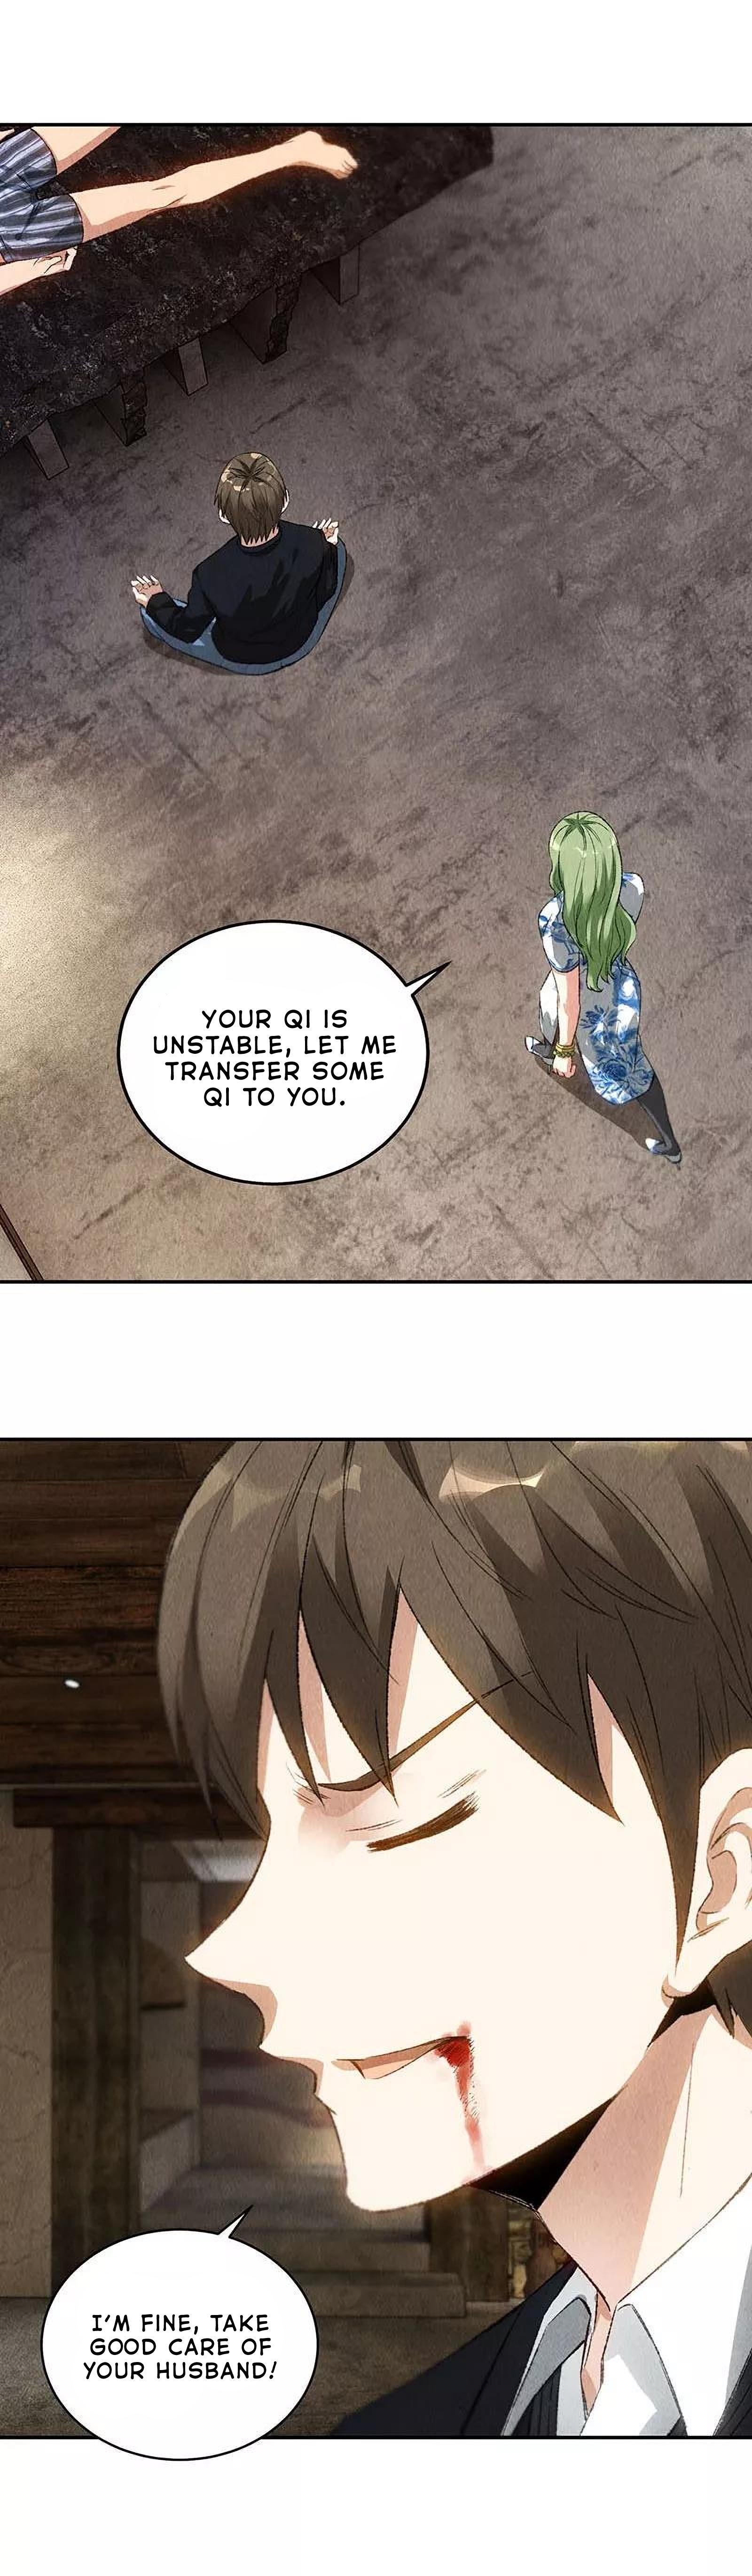 YOUR QI IS
UNSTABLE, LET ME
TRANSFER SOME
QI TO YOU.
I'M FINE, TAKE
GOOD CARE OF
YOUR HUSBAND!